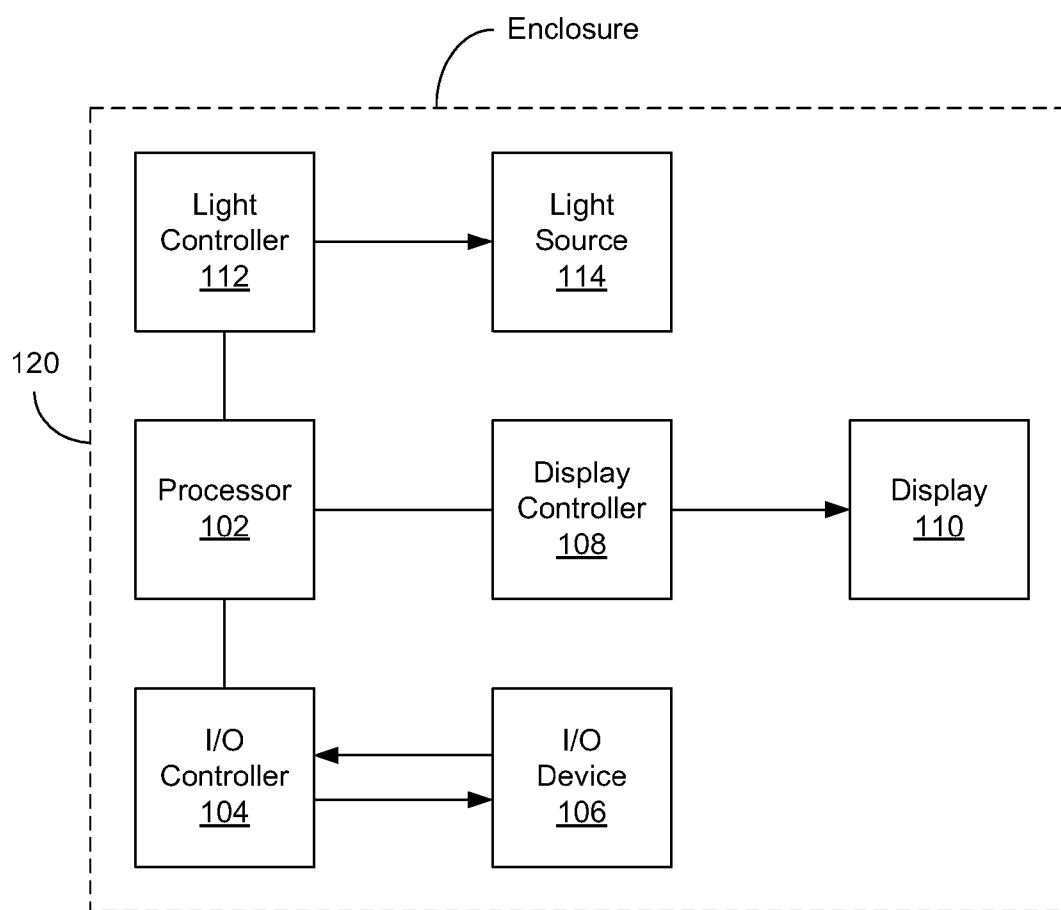 Enclosure
Light
Controller
112
Light
Source
114
120
Processor
102
Display
Controller
108
Display
110
I/O
Controller
104
I/O
Device
106